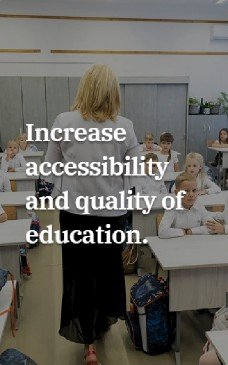 Increase
accessibility
and quality of
education.